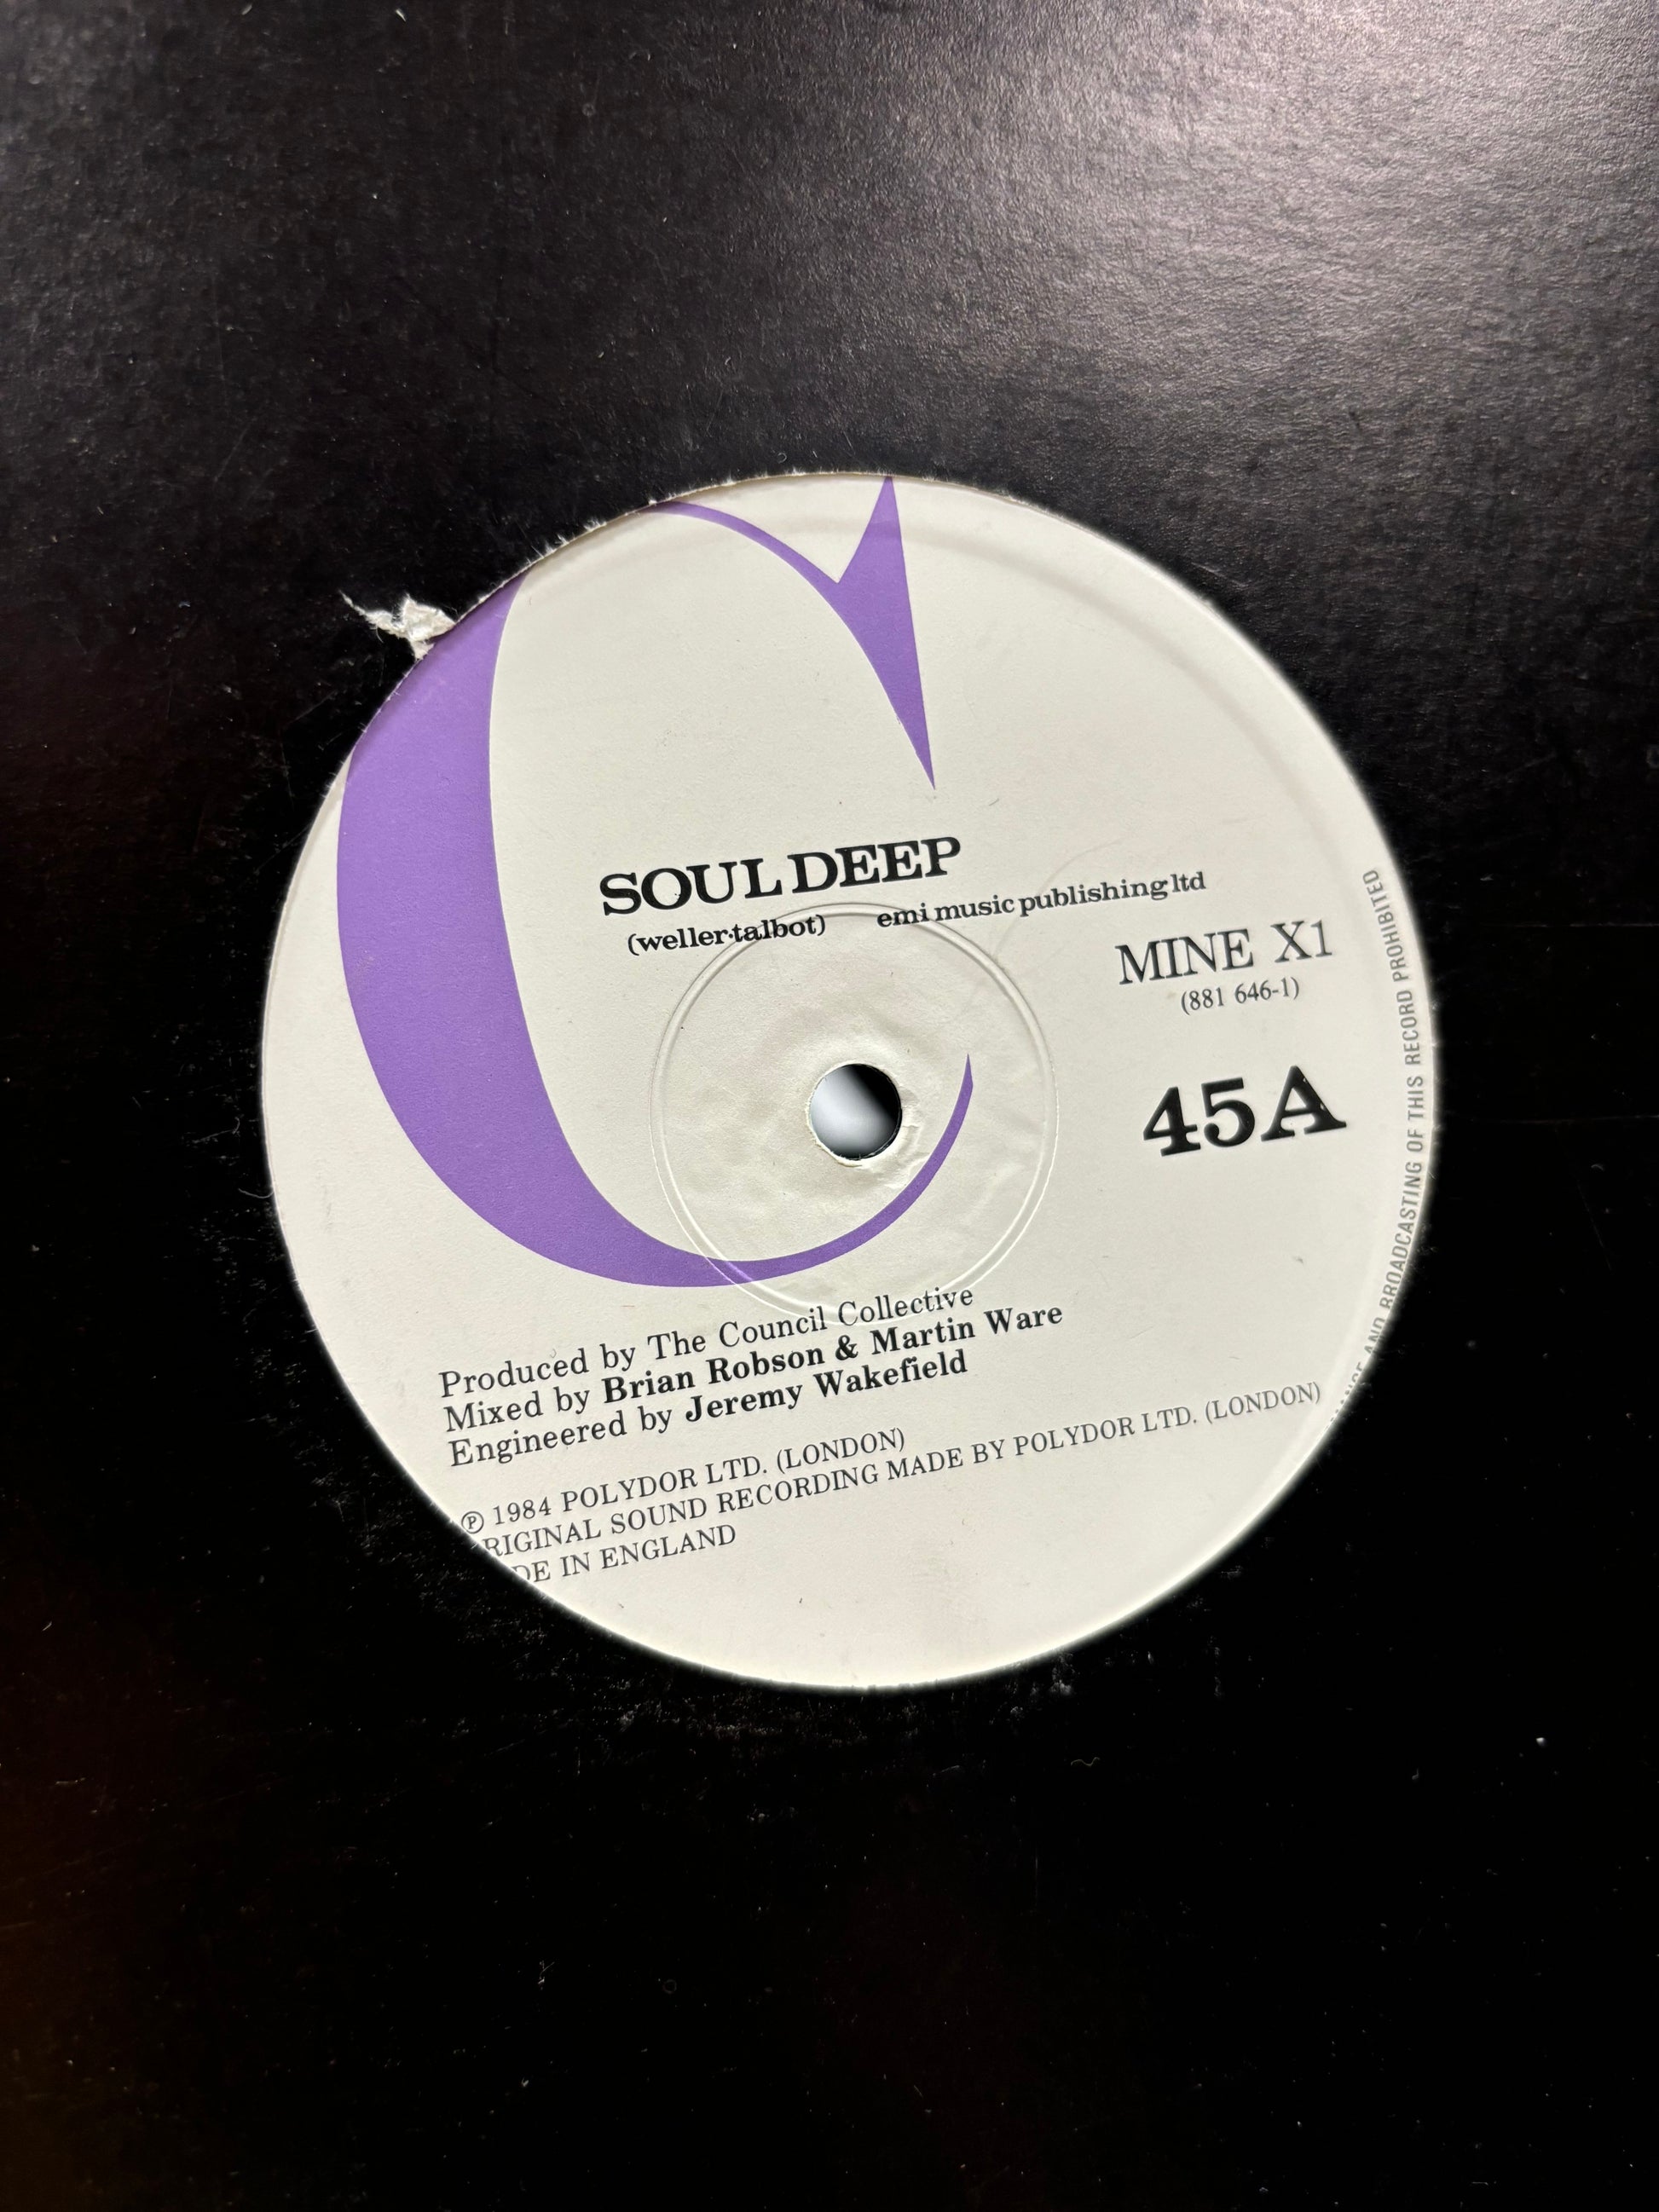 SOUL DEEP
(weller·talbot) emi music publishing ltd
MINE X1
(881 646-1)
45A
Produced by The Council Collective
Mixed by Brian Robson & Martin Ware
Engineered by Jeremy Wakefield
℗ 1984 POLYDOR LTD. (LONDON)
RIGINAL SOUND RECORDING MADE BY POLYDOR LTD. (LONDON)
DE IN ENGLAND
AND BROADCASTING OF THIS RECORD PROHIBITED